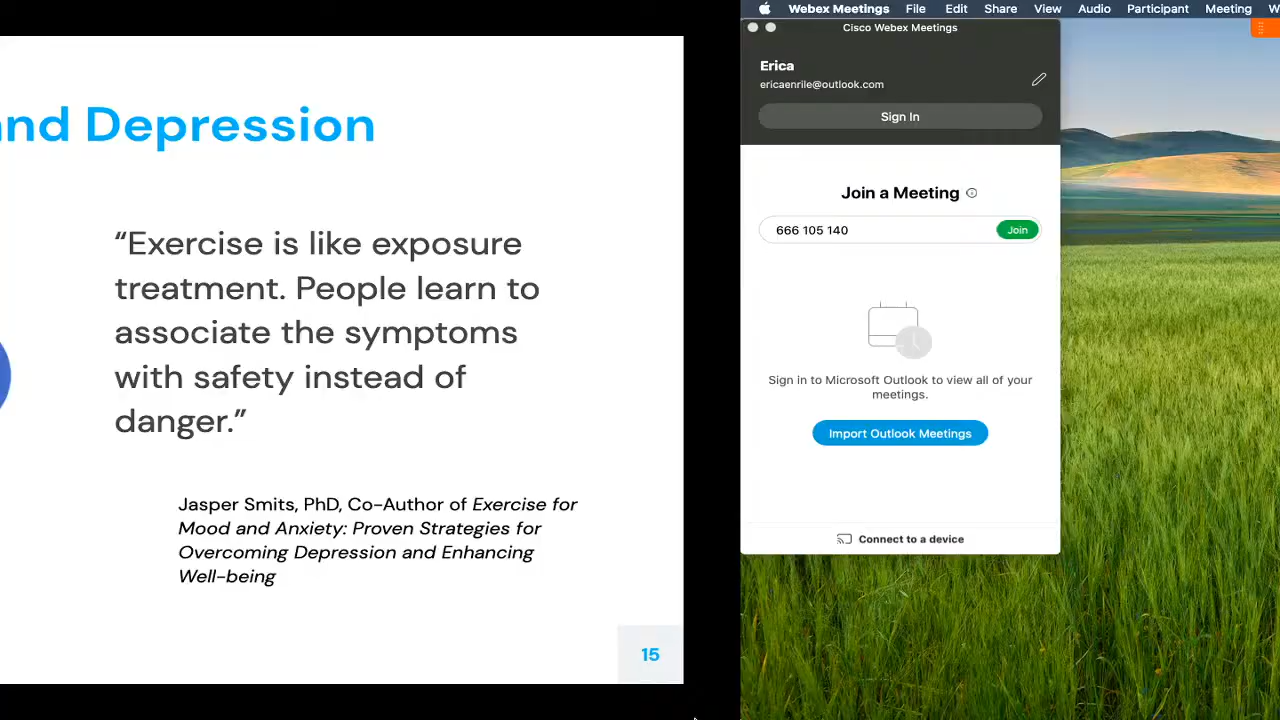 and Depression
“Exercise is like exposure
treatment. People learn to
associate the symptoms
with safety instead of
danger.”
Jasper Smits, PhD, Co-Author of Exercise for
Mood and Anxiety: Proven Strategies for
Overcoming Depression and Enhancing
Well-being
15
Webex Meetings File Edit Share View Audio Participant Meeting W
Cisco Webex Meetings
Erica
ericaenrile@outlook.com
Sign In
Join a Meeting
666 105 140 Join
Sign in to Microsoft Outlook to view all of your
meetings.
Import Outlook Meetings
Connect to a device